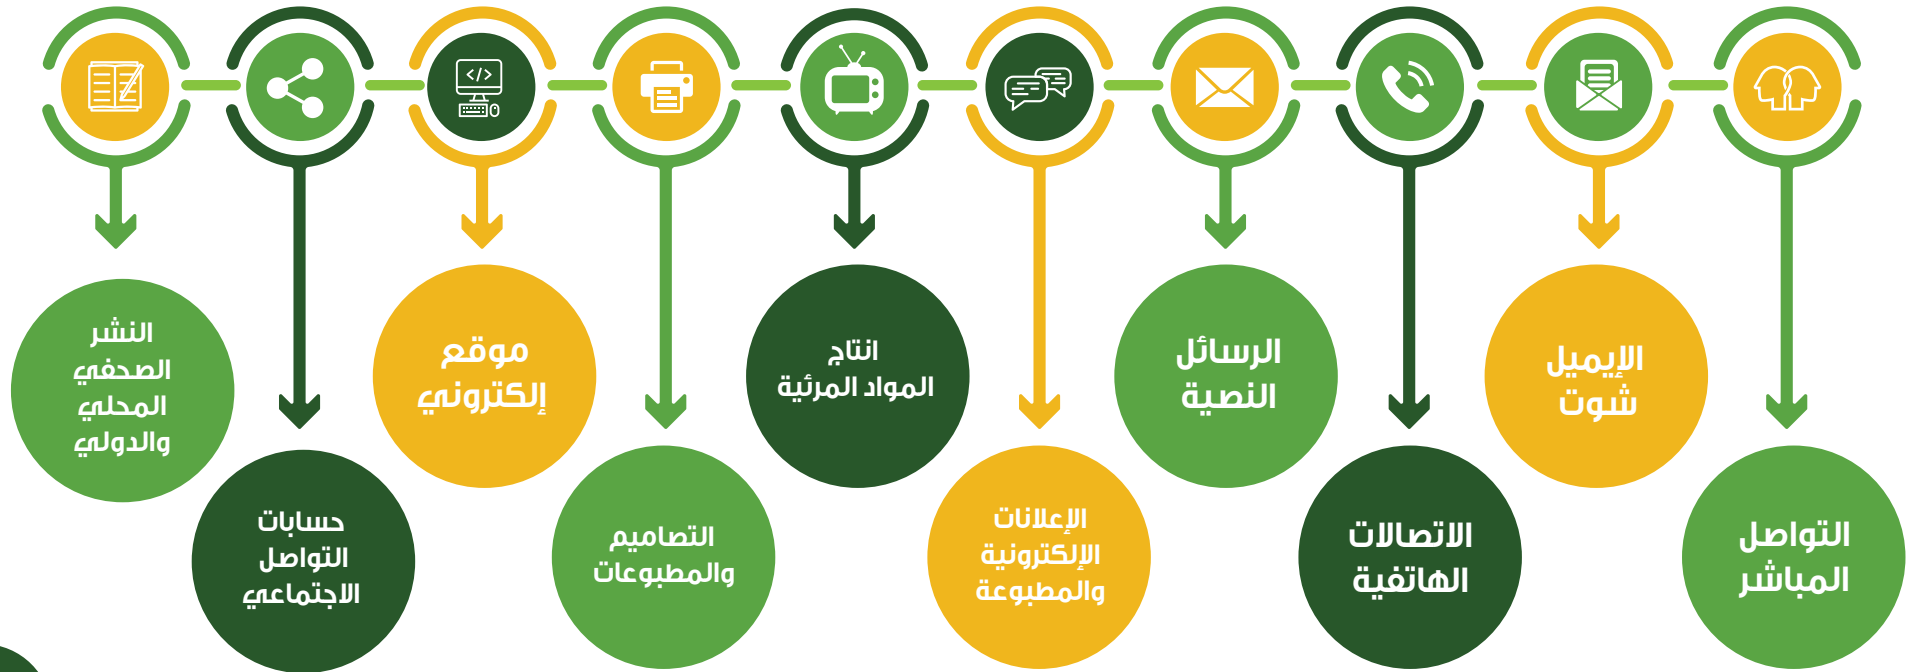 التواصل
المباشر
الإيميل
شوت
الاتصالات
الهاتفية
الرسائل
النصية
الإعلانات
الإلكترونية
والمطبوعة
انتاج
المواد المرئية
التصاميم
والمطبوعات
موقع
إلكتروني
حسابات
التواصل
الاجتماعي
النشر
الصحفي
المحلي
والدولي